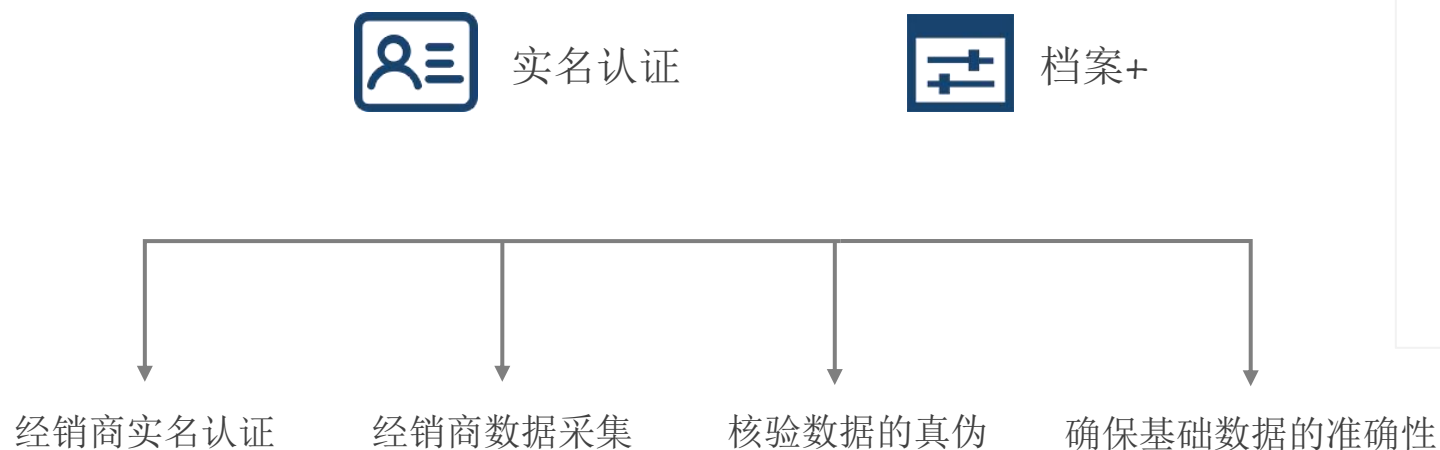 实名认证
档案+
经销商实名认证
经销商数据采集
核验数据的真伪
确保基础数据的准确性